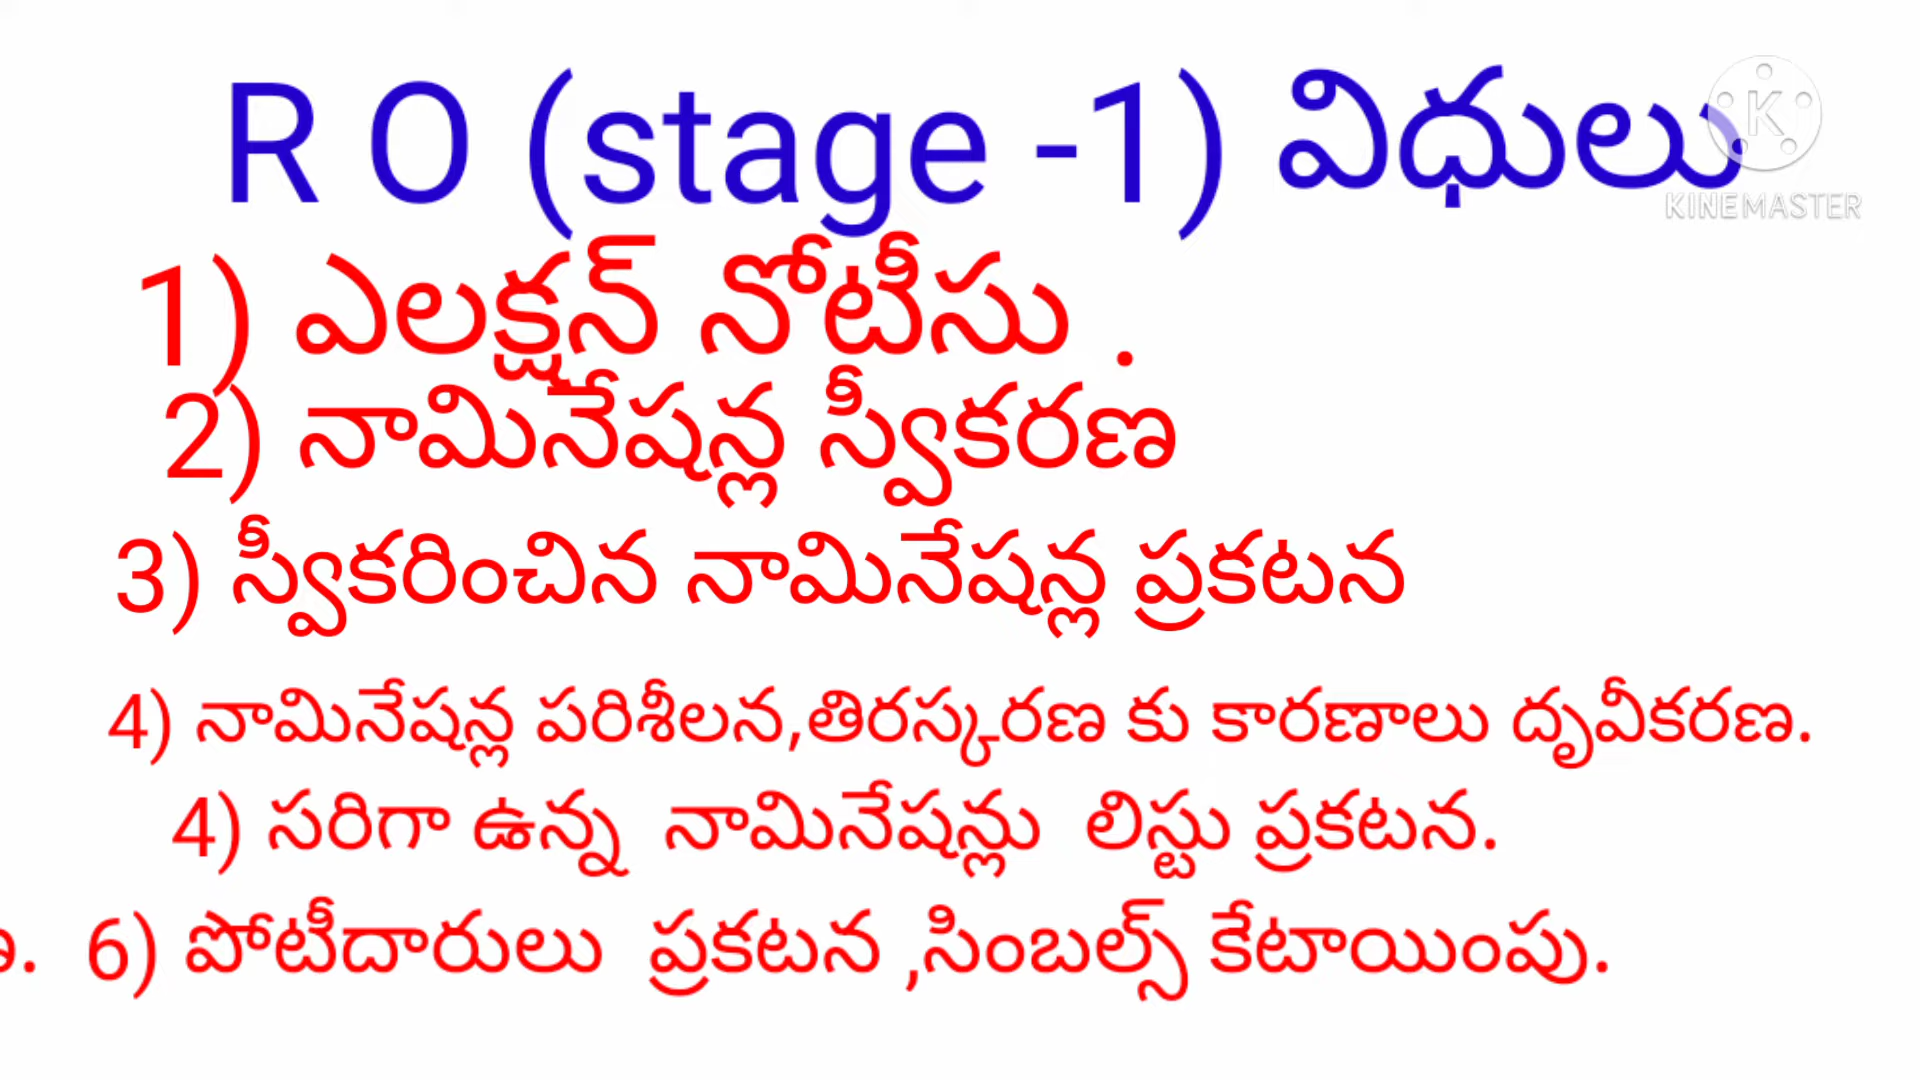 R O (stage -1) విధులు
KINEMASTER
1) ఎలక్షన్ నోటీసు .
2) నామినేషన్ల స్వీకరణ
3) స్వీకరించిన నామినేషన్ల ప్రకటన
4) నామినేషన్ల పరిశీలన,తిరస్కరణ కు కారణాలు దృవీకరణ.
4) సరిగా ఉన్న నామినేషన్లు లిస్టు ప్రకటన.
6) పోటీదారులు ప్రకటన ,సింబల్స్ కేటాయింపు.